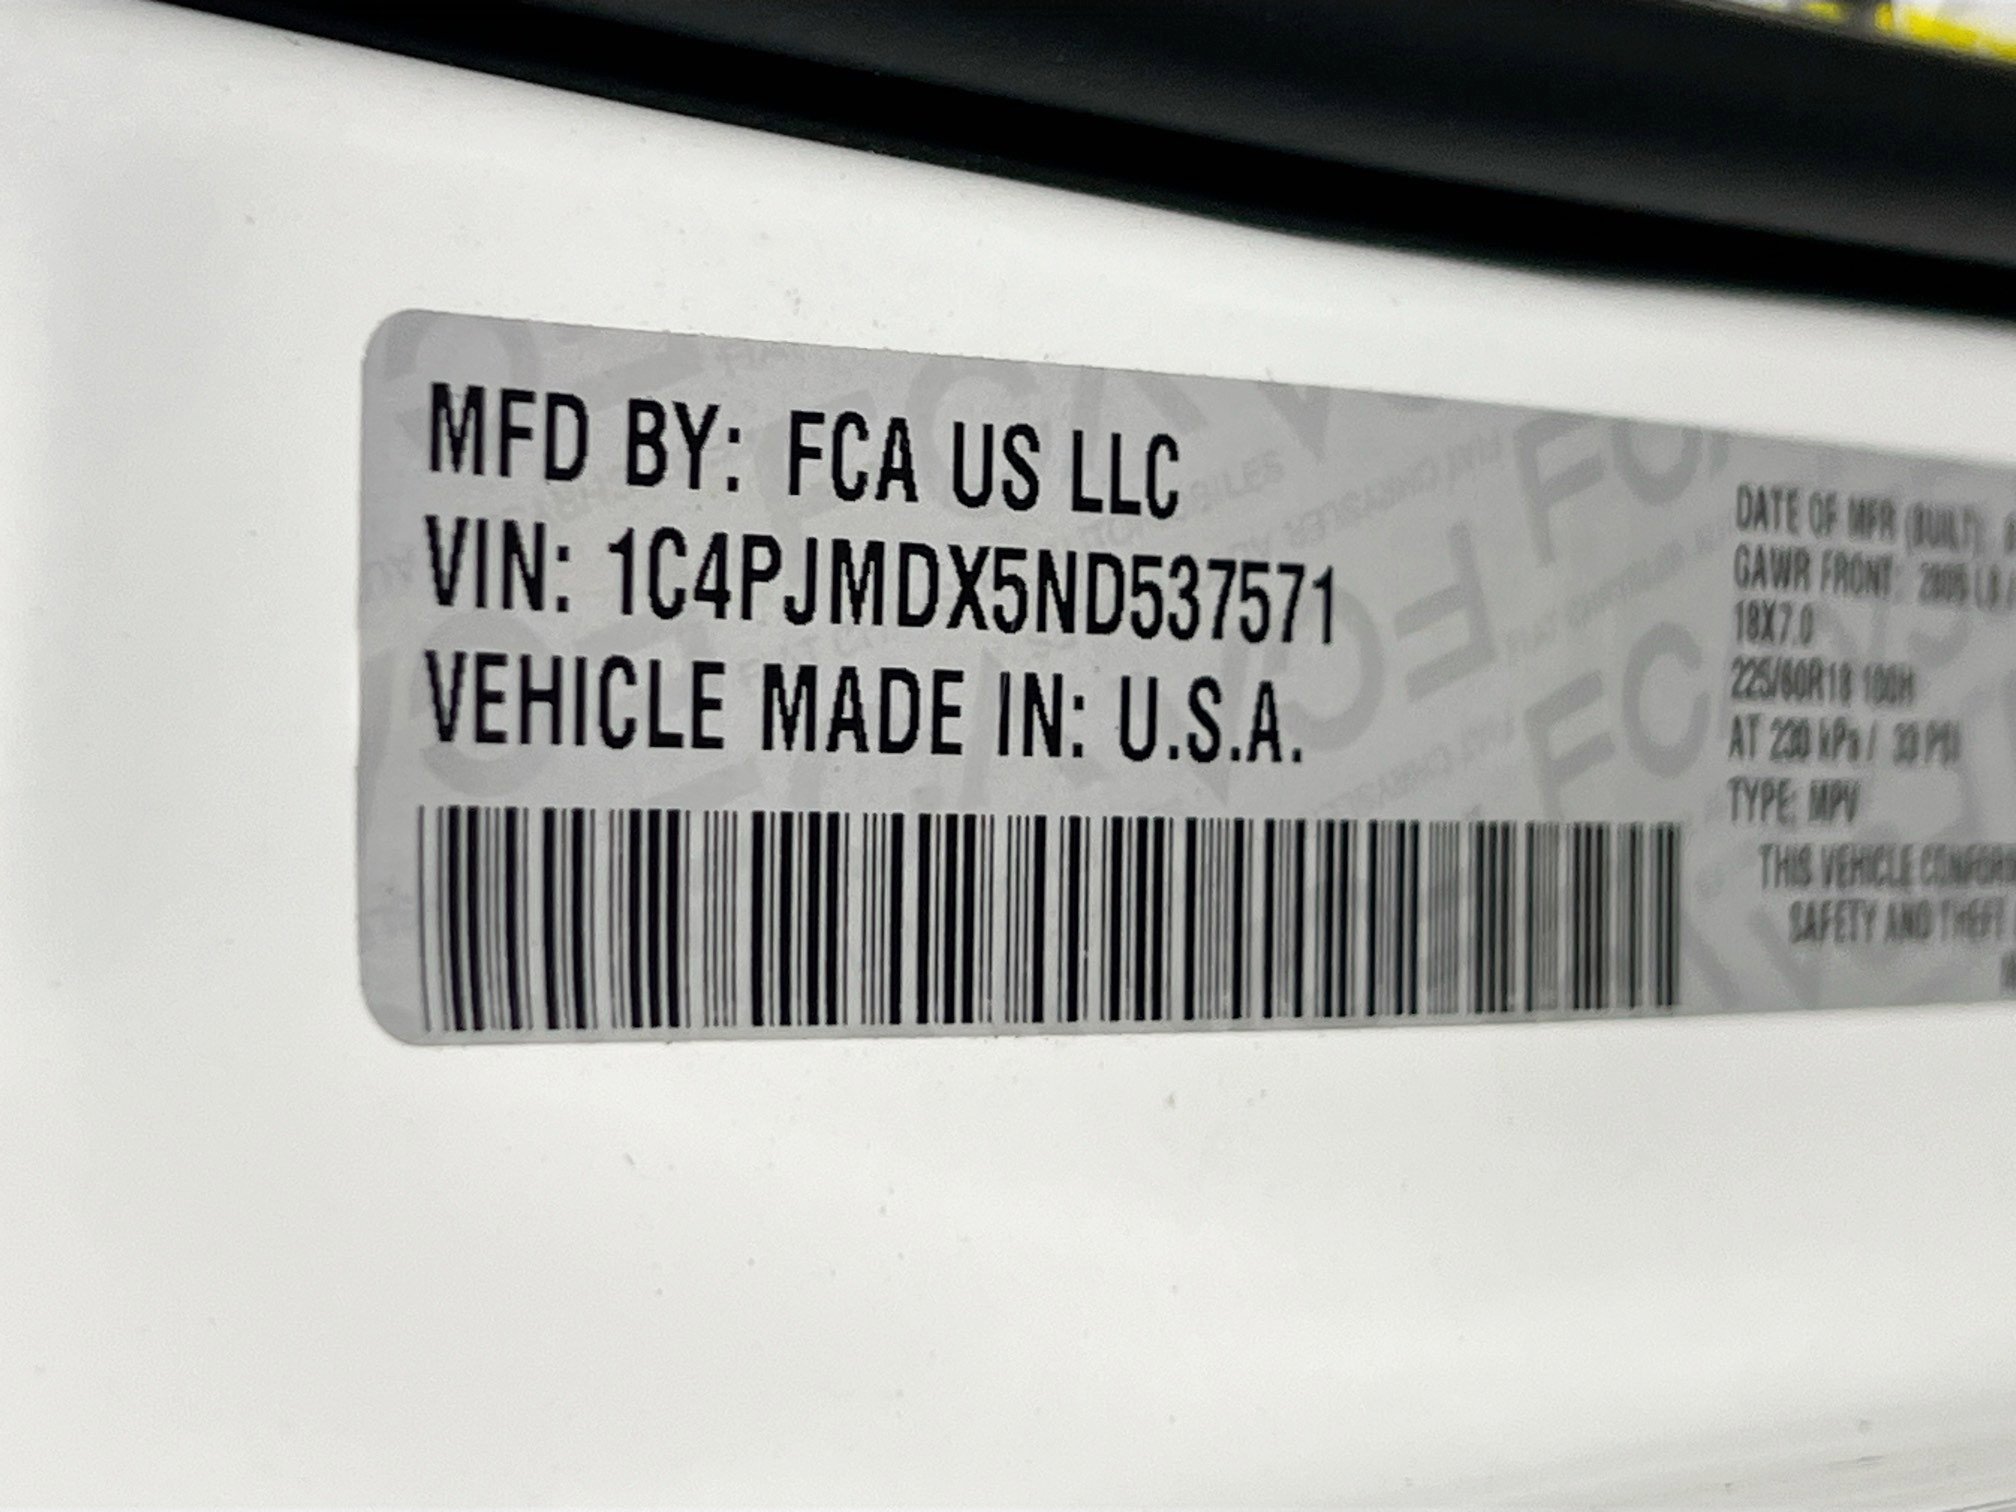 MFD BY: FCA US LLC
VIN: 1C4PJMDX5ND537571
VEHICLE MADE IN: U.S.A.
DATE OF MFR (BUILT):
GAWR FRONT:
18X7.0
225/60R18 100H
AT 230 kPa / 33 PSI
TYPE: MPV
THIS VEHICLE
SAFETY AND THEFT